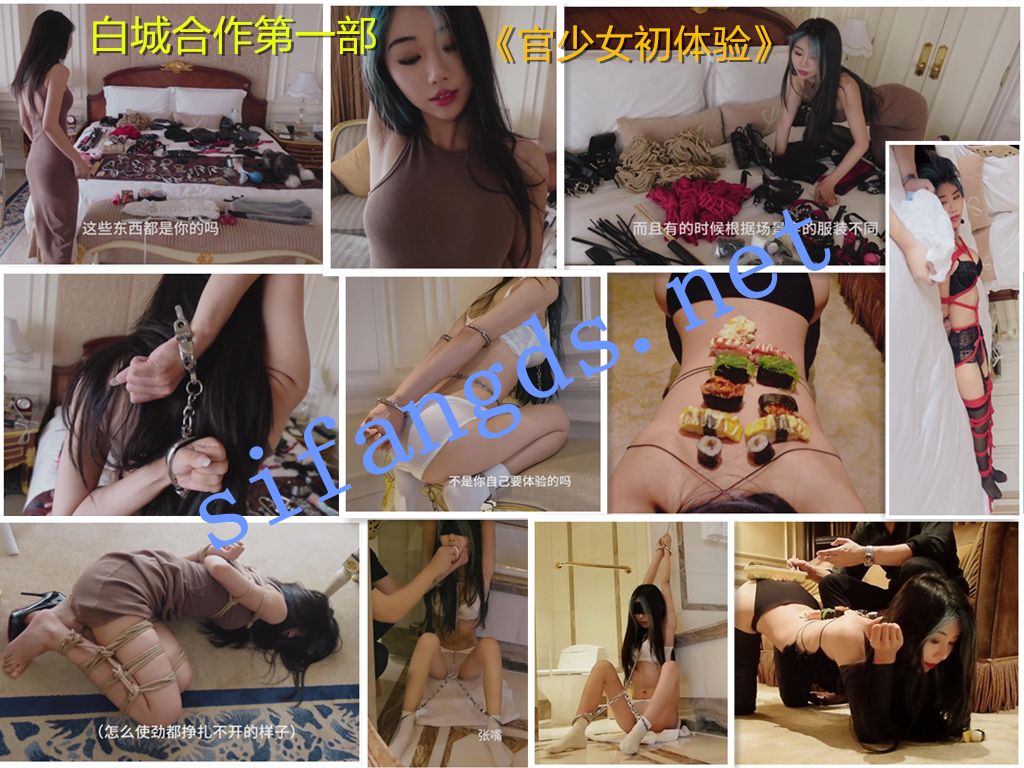 白城合作第一部
《官少女初体验》
这些东西都是你的吗
而且有的时候根据场景
的服装不同
sifangds.net
不是你自己要体验的吗
（怎么使劲都挣扎不开的样子）
张嘴